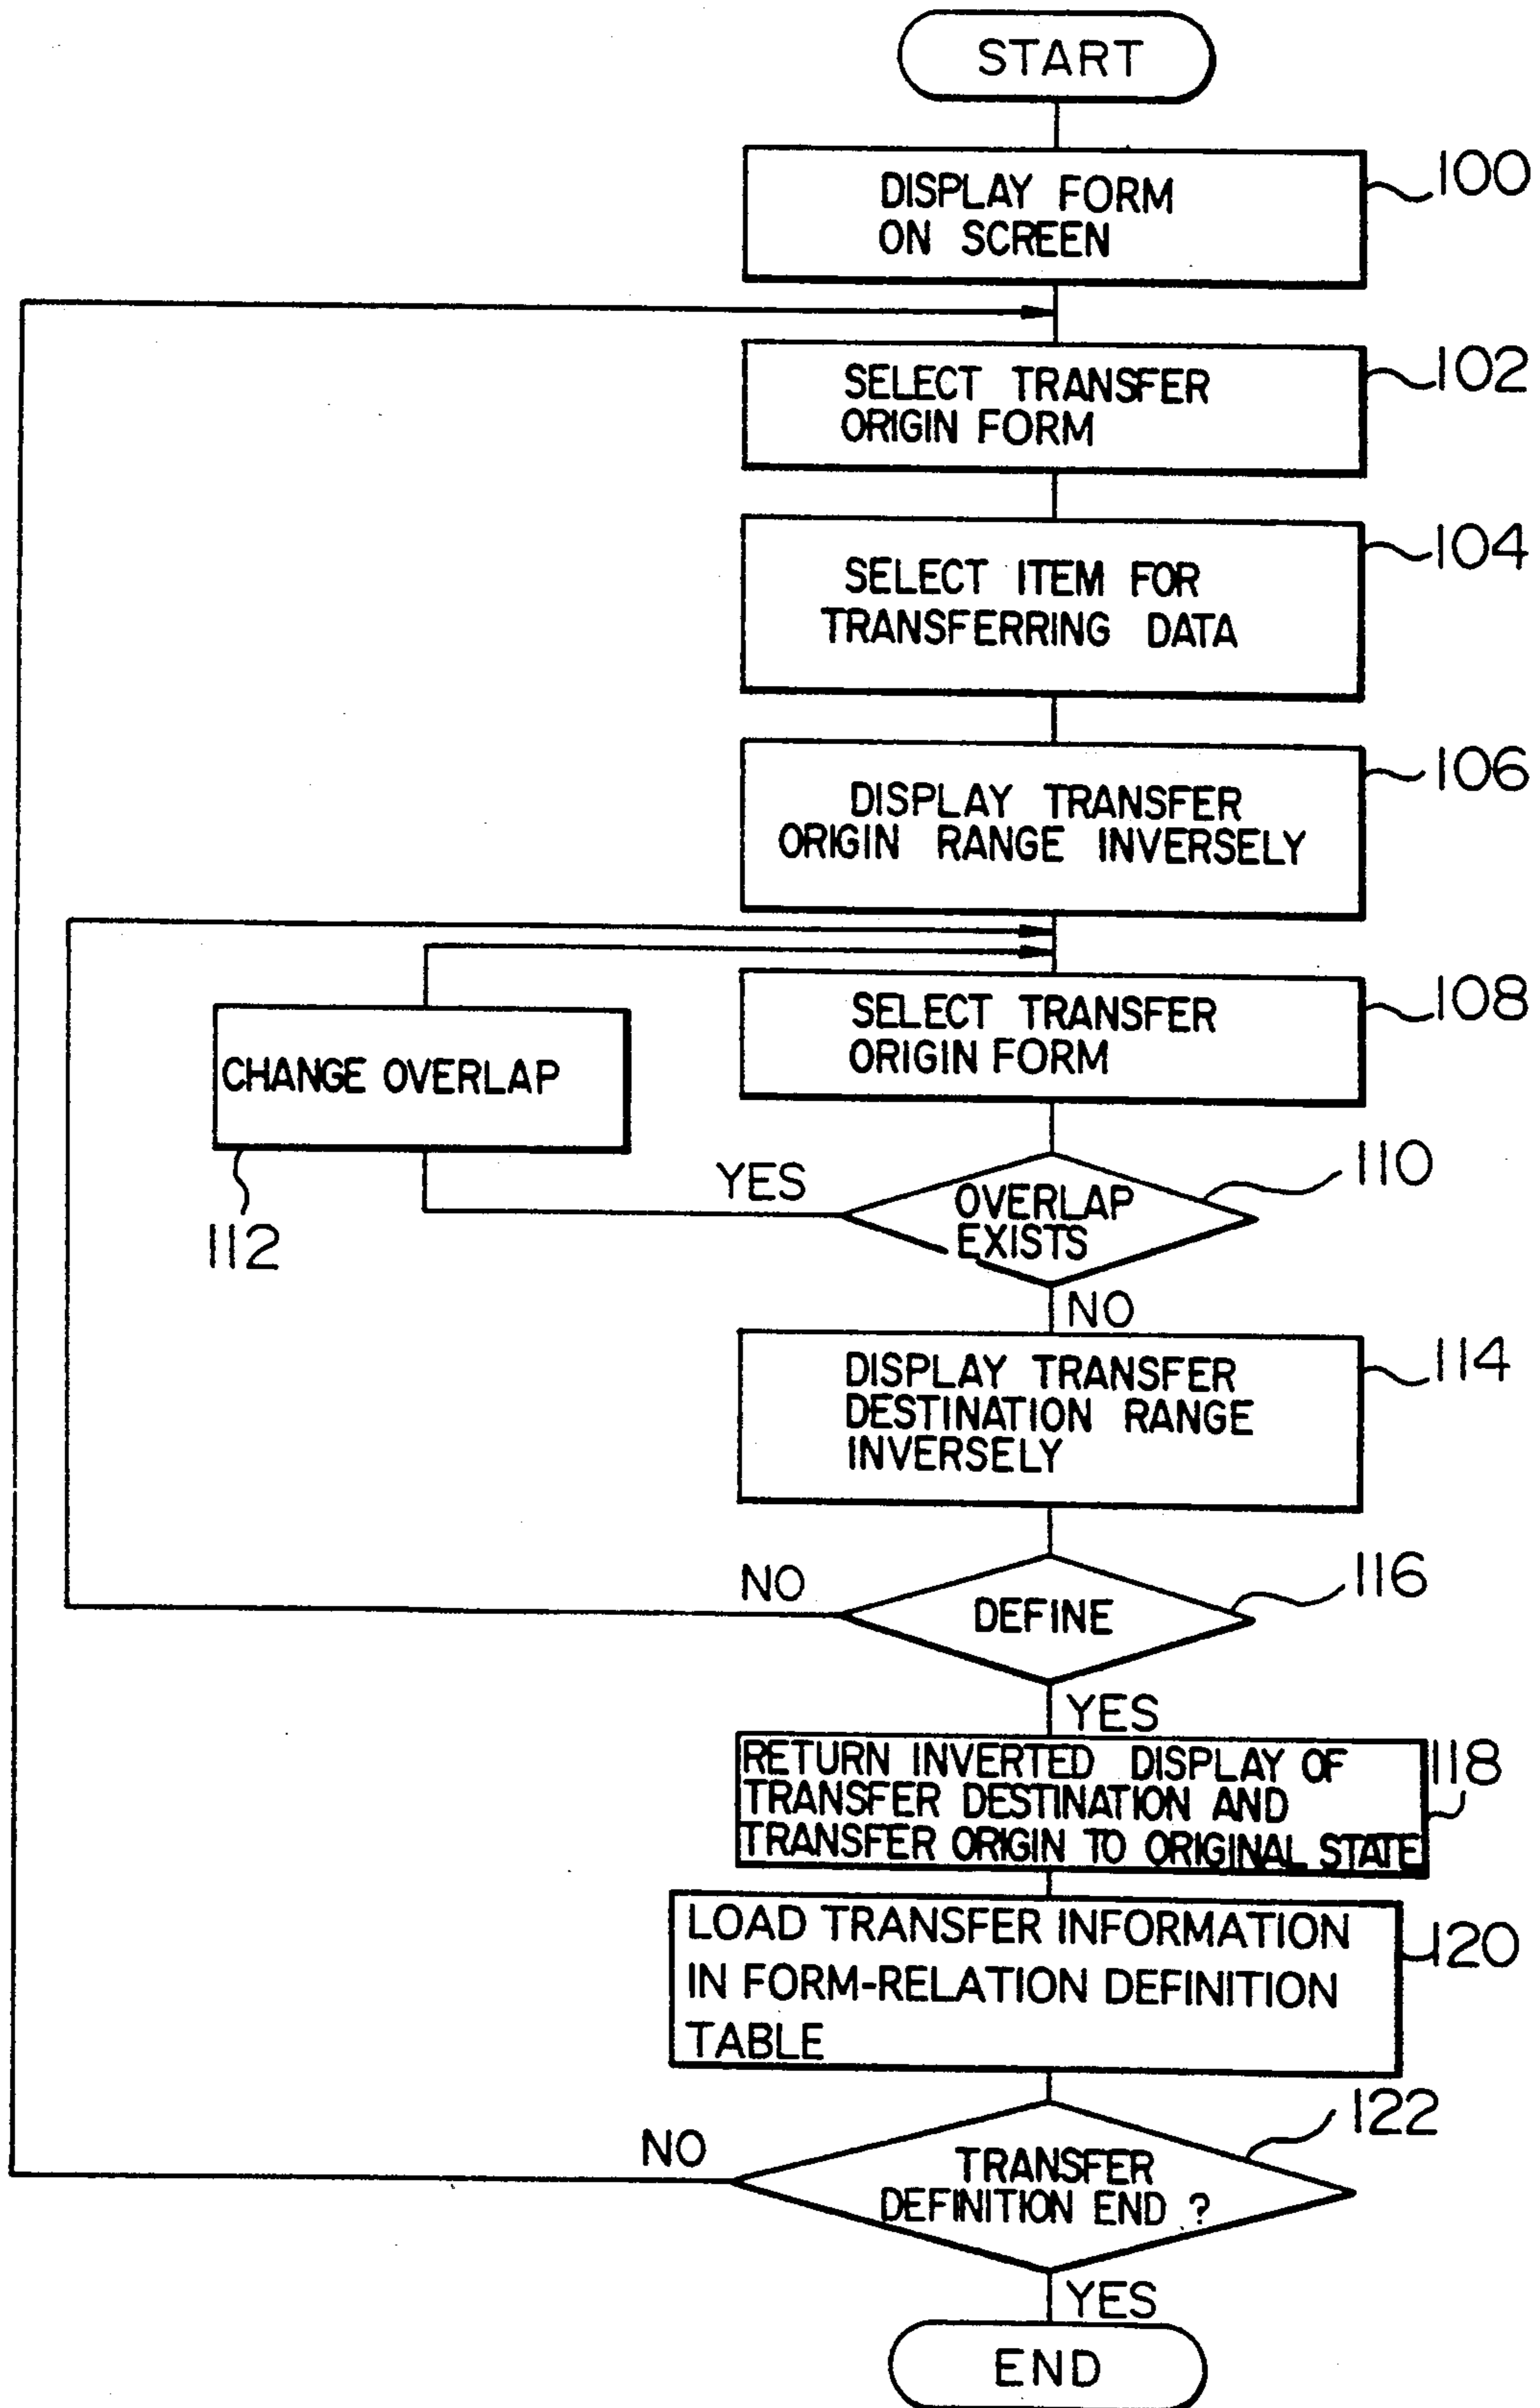 START
DISPLAY FORM
ON SCREEN
100
SELECT TRANSFER
ORIGIN FORM
102
SELECT ITEM FOR
TRANSFERRING DATA
104
DISPLAY TRANSFER
ORIGIN RANGE INVERSELY
106
SELECT TRANSFER
ORIGIN FORM
108
CHANGE OVERLAP
112
YES
OVERLAP
EXISTS
110
NO
DISPLAY TRANSFER
DESTINATION RANGE
INVERSELY
114
NO
DEFINE
116
YES
RETURN INVERTED DISPLAY OF
TRANSFER DESTINATION AND
TRANSFER ORIGIN TO ORIGINAL STATE
118
LOAD TRANSFER INFORMATION
IN FORM-RELATION DEFINITION
TABLE
120
NO
TRANSFER
DEFINITION END ?
122
YES
END